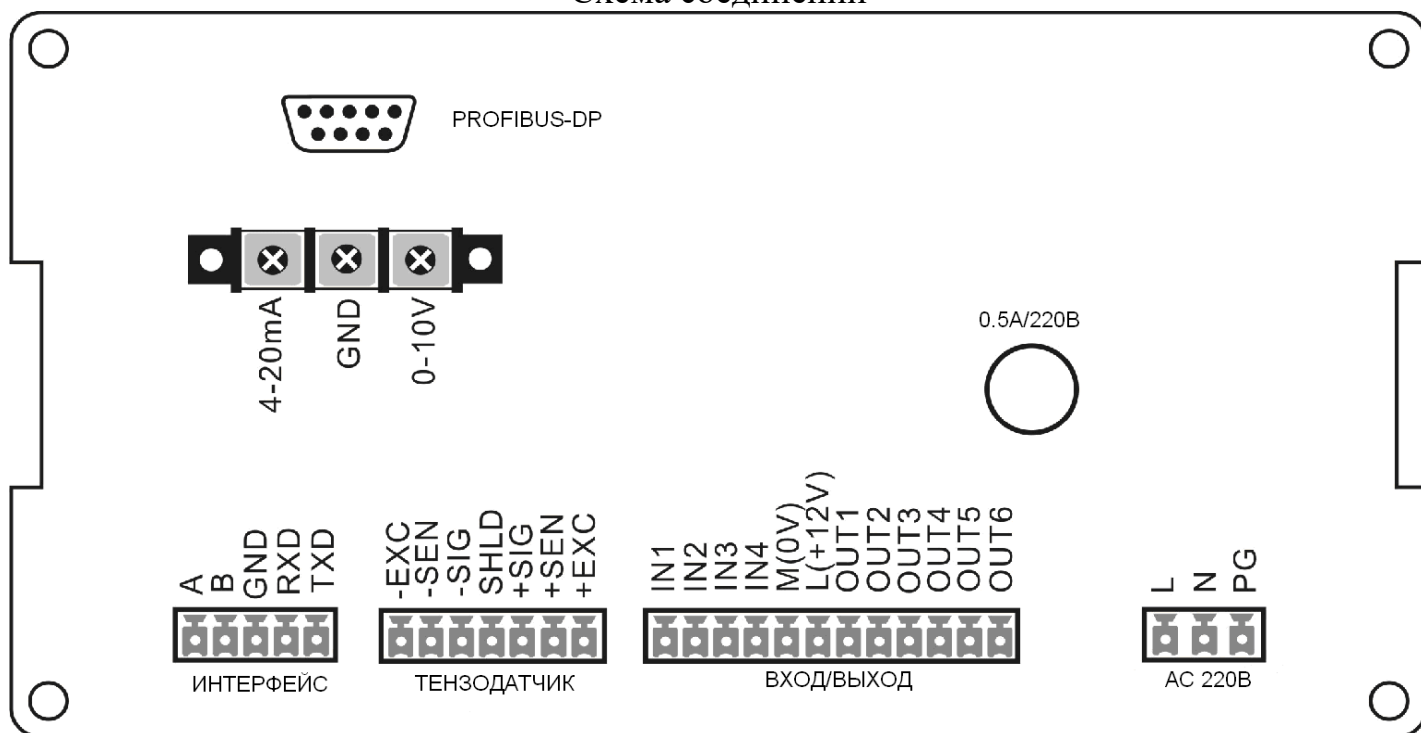 Схема соединений
PROFIBUS-DP
4-20mA
GND
0-10V
0.5A/220В
A
B
GND
RXD
TXD
-EXC
-SEN
-SIG
SHLD
+SIG
+SEN
+EXC
IN1
IN2
IN3
IN4
M(0V)
L(+12V)
OUT1
OUT2
OUT3
OUT4
OUT5
OUT6
L
N
PG
ИНТЕРФЕЙС
ТЕНЗОДАТЧИК
ВХОД/ВЫХОД
AC 220В